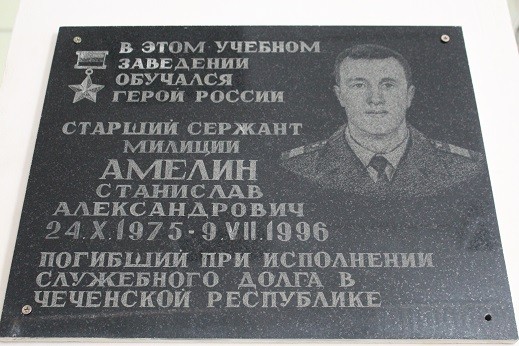 В ЭТОМ УЧЕБНОМ
ЗАВЕДЕНИИ
ОБУЧАЛСЯ
ГЕРОЙ РОССИИ
СТАРШИЙ СЕРЖАНТ
МИЛИЦИИ
АМЕЛИН
СТАНИСЛАВ
АЛЕКСАНДРОВИЧ
24.X.1975-9.VII.1996
ПОГИБШИЙ ПРИ ИСПОЛНЕНИИ
СЛУЖЕБНОГО ДОЛГА В
ЧЕЧЕНСКОЙ РЕСПУБЛИКЕ